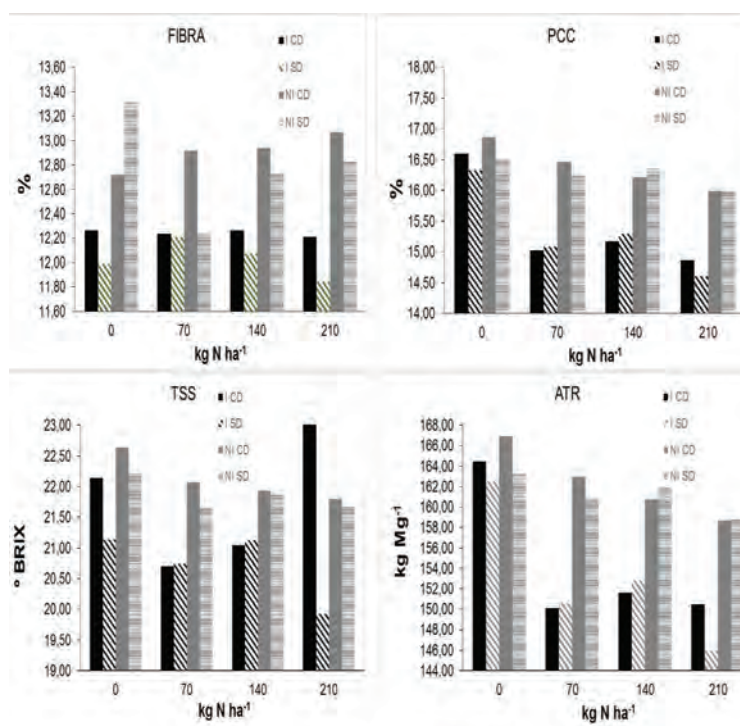 FIBRA
I CD
I SD
NI CD
NI SD
13,60
13,40
13,20
13,00
12,80
12,60
12,40
12,20
12,00
11,80
11,60
%
0 70 140 210
kg N ha⁻¹
PCC
I CD
I SD
NI CD
NI SD
18,00
17,50
17,00
16,50
16,00
15,50
15,00
14,50
14,00
%
0 70 140 210
kg N ha⁻¹
TSS
I CD
I SD
NI CD
NI SD
23,00
22,50
22,00
21,50
21,00
20,50
20,00
19,50
19,00
º BRIX
0 70 140 210
kg N ha⁻¹
ATR
I CD
I SD
NI CD
NI SD
168,00
166,00
164,00
162,00
160,00
158,00
156,00
154,00
152,00
150,00
148,00
146,00
144,00
kg Mg⁻¹
0 70 140 210
kg N ha⁻¹